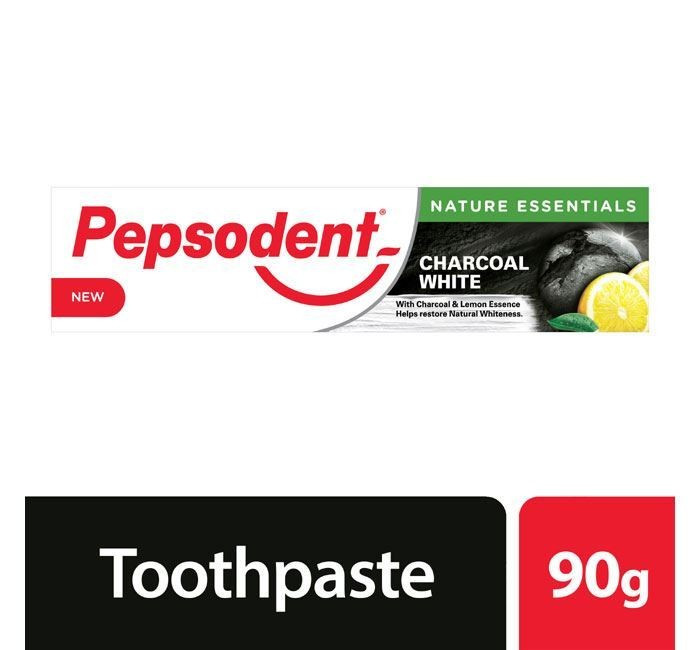 Pepsodent®
NEW
NATURE ESSENTIALS
CHARCOAL
WHITE
With Charcoal & Lemon Essence
Helps restore Natural Whiteness.
Toothpaste
90g